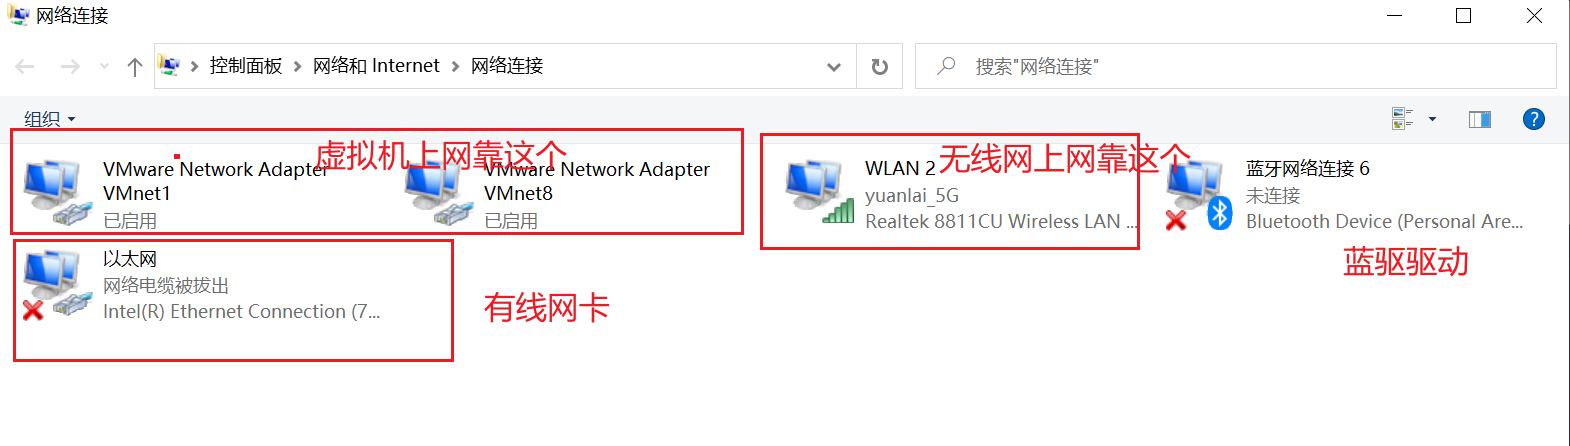 网络连接
控制面板 > 网络和 Internet > 网络连接
搜索"网络连接"
组织
虚拟机上网靠这个
无线网上网靠这个
VMware Network Adapter
VMnet1
已启用
VMware Network Adapter
VMnet8
已启用
WLAN 2
yuanlai_5G
Realtek 8811CU Wireless LAN ...
蓝牙网络连接 6
未连接
Bluetooth Device (Personal Are...
蓝驱驱动
以太网
网络电缆被拔出
Intel(R) Ethernet Connection (7...
有线网卡